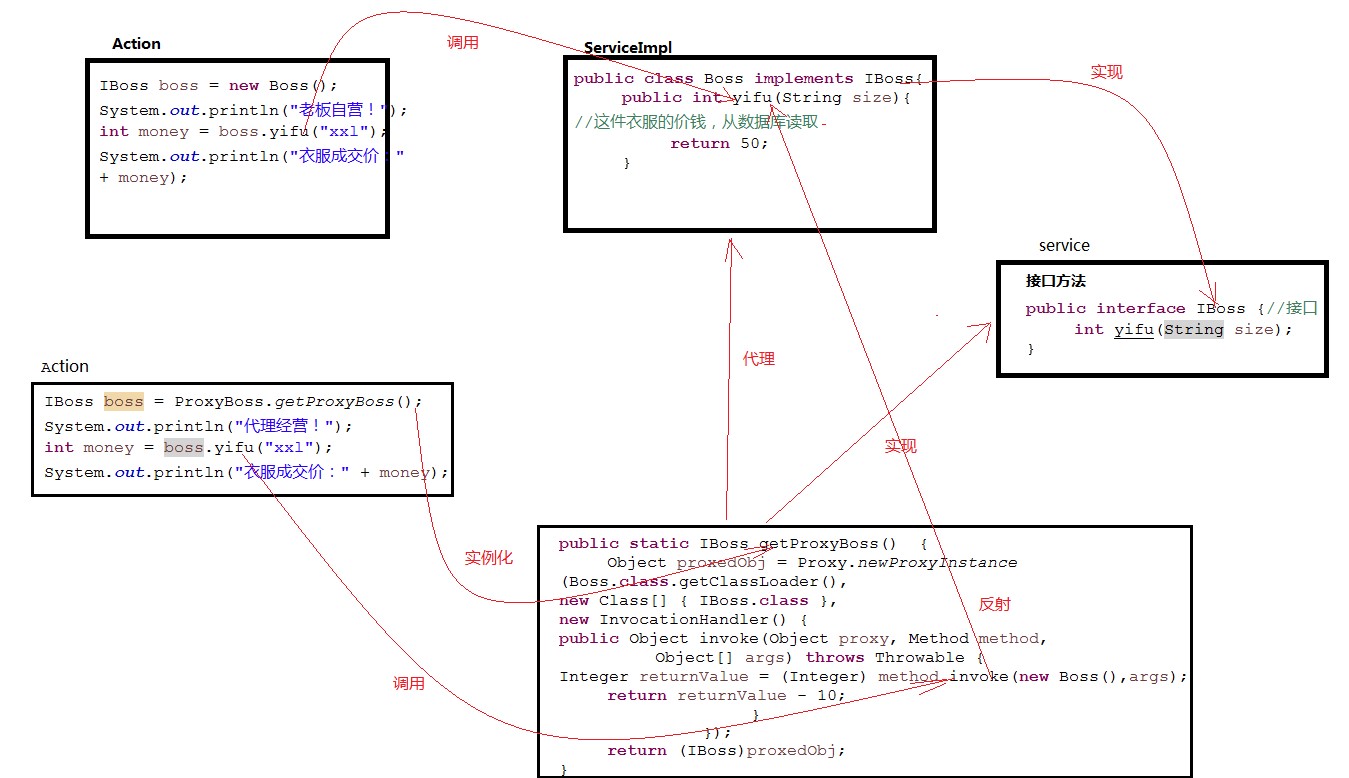 Action
IBoss boss = new Boss();
System.out.println("老板自营！");
int money = boss.yifu("xxl");
System.out.println("衣服成交价："
+ money);
调用
ServiceImpl
public class Boss implements IBoss{
public int yifu(String size){
//这件衣服的价钱，从数据库读取
return 50;
}
实现
service
接口方法
public interface IBoss {//接口
int yifu(String size);
}
Action
IBoss boss = ProxyBoss.getProxyBoss();
System.out.println("代理经营！");
int money = boss.yifu("xxl");
System.out.println("衣服成交价：" + money);
代理
实现
实例化
反射
调用
public static IBoss getProxyBoss()  {
Object proxedObj = Proxy.newProxyInstance
(Boss.class.getClassLoader(),
new Class[] { IBoss.class },
new InvocationHandler() {
public Object invoke(Object proxy, Method method,
Object[] args) throws Throwable {
Integer returnValue = (Integer) method.invoke(new Boss(),args);
return returnValue - 10;
}
});
return (IBoss)proxedObj;
}